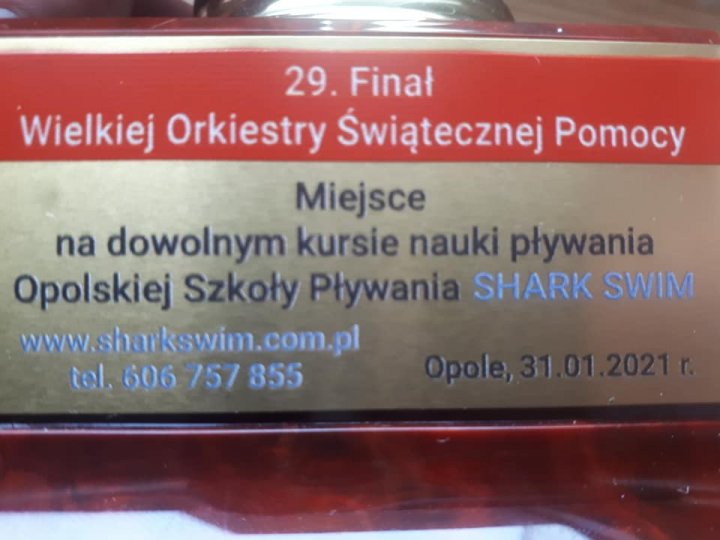 29. Finał
Wielkiej Orkiestry Świątecznej Pomocy
Miejsce
na dowolnym kursie nauki pływania
Opolskiej Szkoły Pływania SHARK SWIM
www.sharkswim.com.pl
tel. 606 757 855
Opole, 31.01.2021 r.